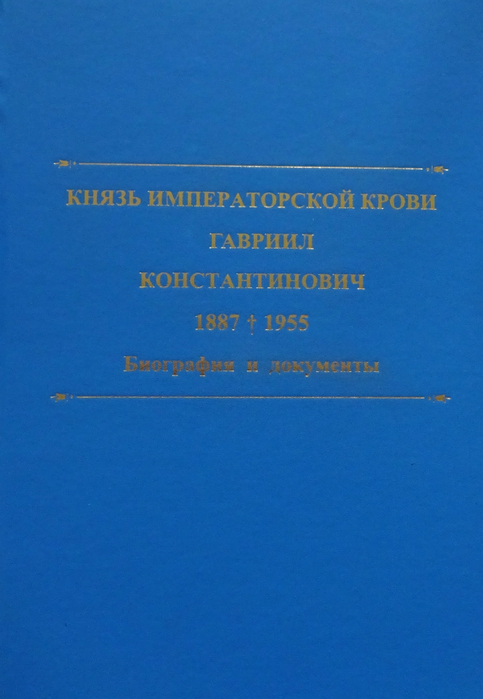 КНЯЗЬ ИМПЕРАТОРСКОЙ КРОВИ
ГАВРИИЛ
КОНСТАНТИНОВИЧ
1887 † 1955
Биография и документы